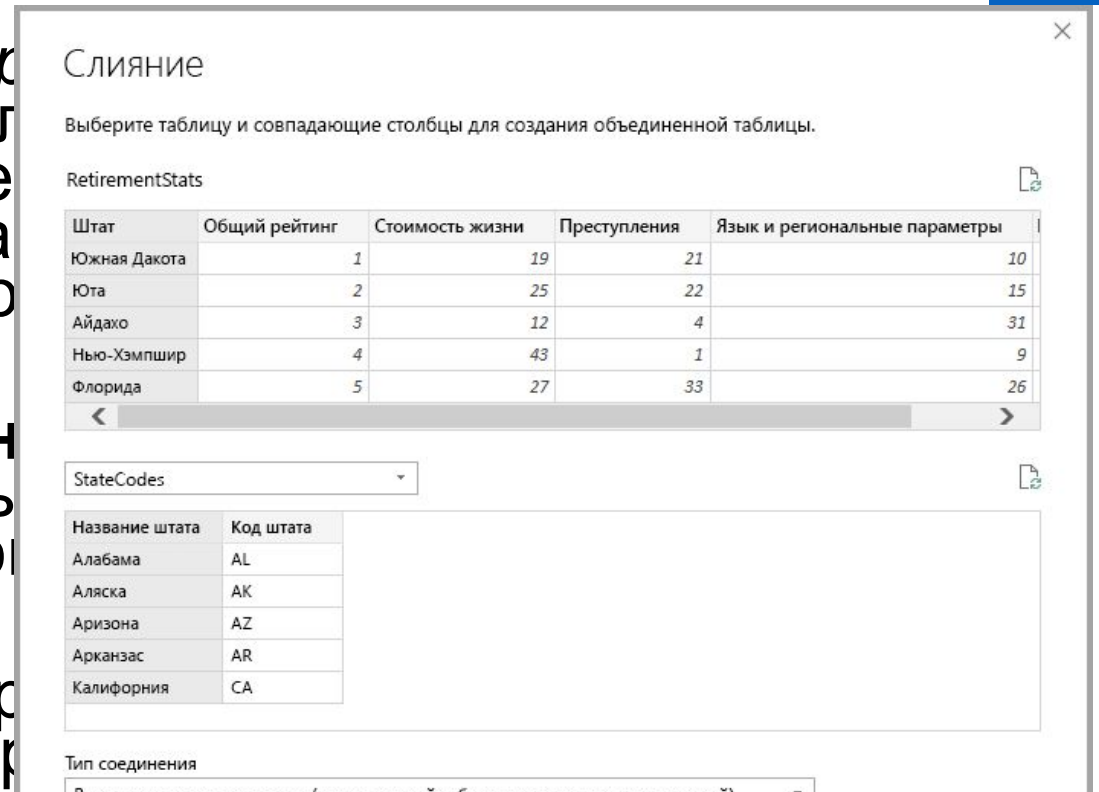 Слияние
Выберите таблицу и совпадающие столбцы для создания объединенной таблицы.
RetirementStats
Штат Общий рейтинг Стоимость жизни Преступления Язык и региональные параметры
Южная Дакота 1 19 21 10
Юта 2 25 22 15
Айдахо 3 12 4 31
Нью-Хэмпшир 4 43 1 9
Флорида 5 27 33 26
StateCodes
Название штата Код штата
Алабама AL
Аляска AK
Аризона AZ
Арканзас AR
Калифорния CA
Тип соединения